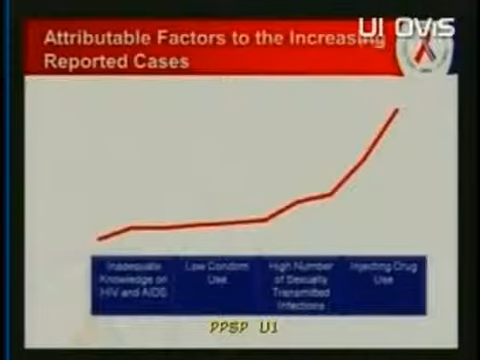 UI OVIS
Attributable Factors to the Increasing
Reported Cases
Inadequate
Knowledge on
HIV and AIDS
Low Condom
Use
High Number
of Sexually
Transmitted
Infections
Injecting Drug
Use
PPSP UI